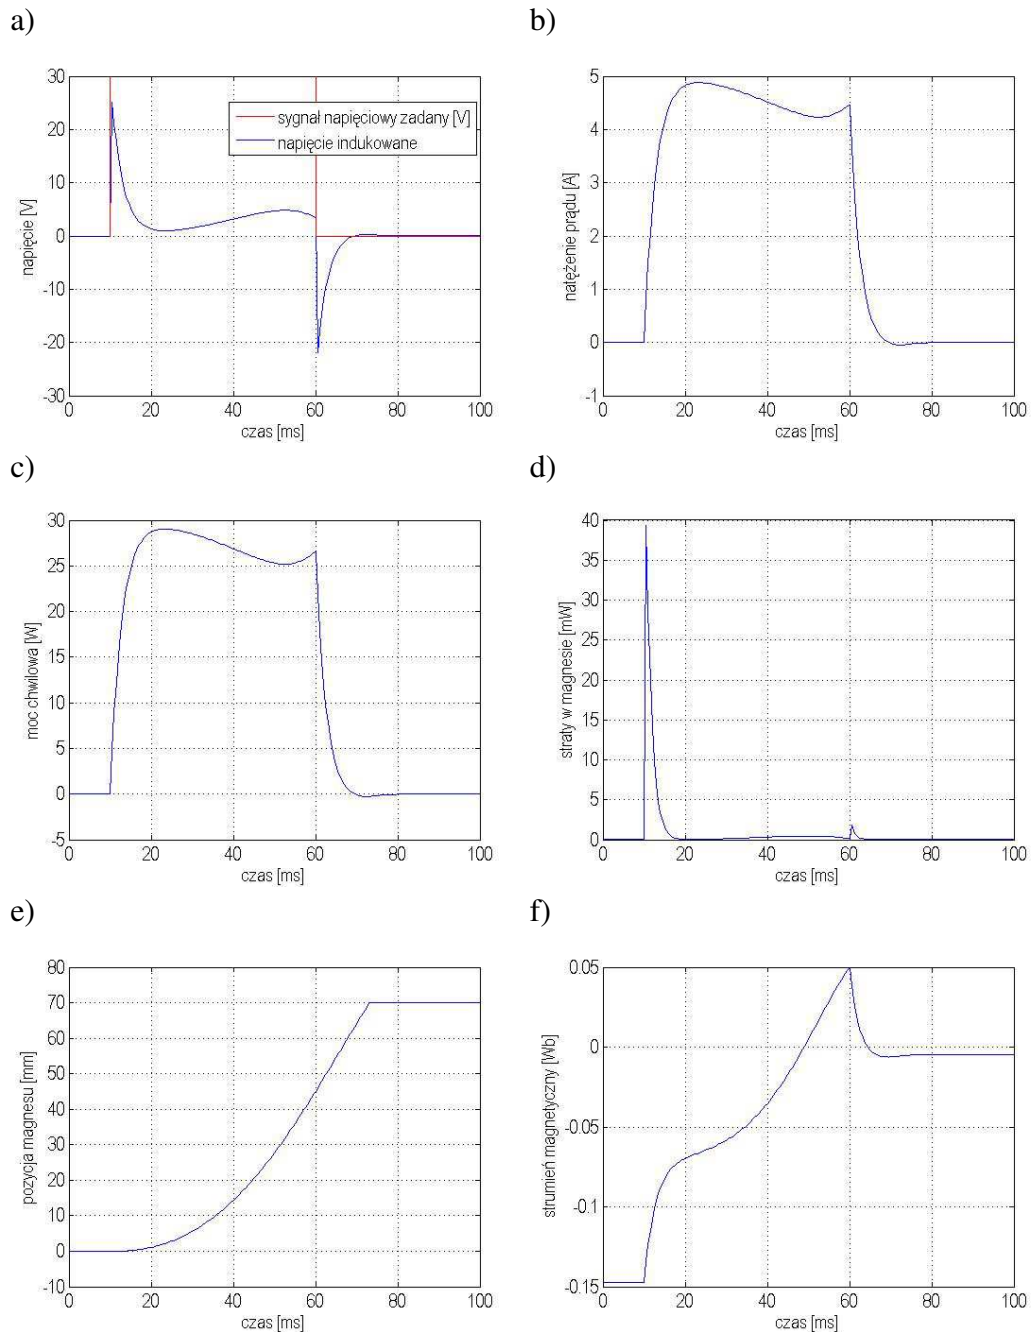 a)
b)
30
20
10
0
-10
-20
-30
napięcie [V]
sygnał napięciowy zadany [V]
napięcie indukowane
0 20 40 60 80 100
czas [ms]
5
4
3
2
1
0
-1
natężenie prądu [A]
0 20 40 60 80 100
czas [ms]
c)
d)
30
25
20
15
10
5
0
-5
moc chwilowa [W]
0 20 40 60 80 100
czas [ms]
40
35
30
25
20
15
10
5
0
straty w magnesie [mW]
0 20 40 60 80 100
czas [ms]
e)
f)
80
70
60
50
40
30
20
10
0
-10
pozycja magnesu [mm]
0 20 40 60 80 100
czas [ms]
0.05
0
-0.05
-0.1
-0.15
strumień magnetyczny [Wb]
0 20 40 60 80 100
czas [ms]